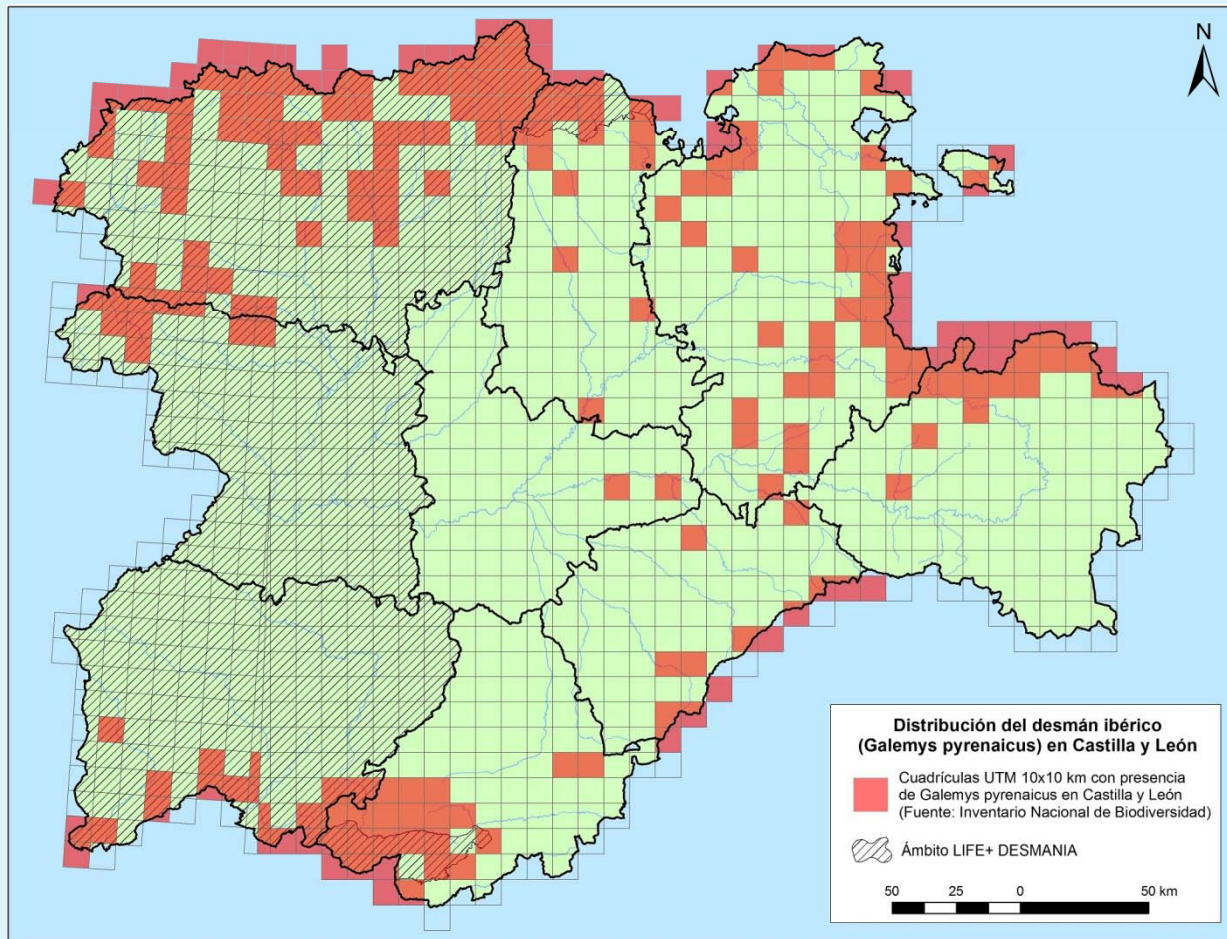 N
Distribución del desmán ibérico
(Galemys pyrenaicus) en Castilla y León
Cuadrículas UTM 10x10 km con presencia
de Galemys pyrenaicus en Castilla y León
(Fuente: Inventario Nacional de Biodiversidad)
Ámbito LIFE+ DESMANIA
50 25 0 50 km